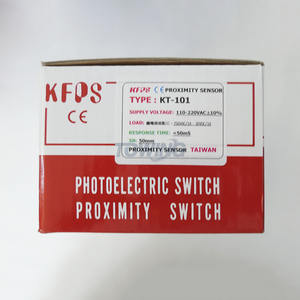 KFPS
CE
KFPS CE PROXIMITY SENSOR
TYPE : KT-101
SUPPLY VOLTAGE: 110-220VAC±10%
LOAD:
RESPONSE TIME: <50mS
SR: 50mm
PROXIMITY SENSOR TAIWAN
PHOTOELECTRIC SWITCH
PROXIMITY SWITCH